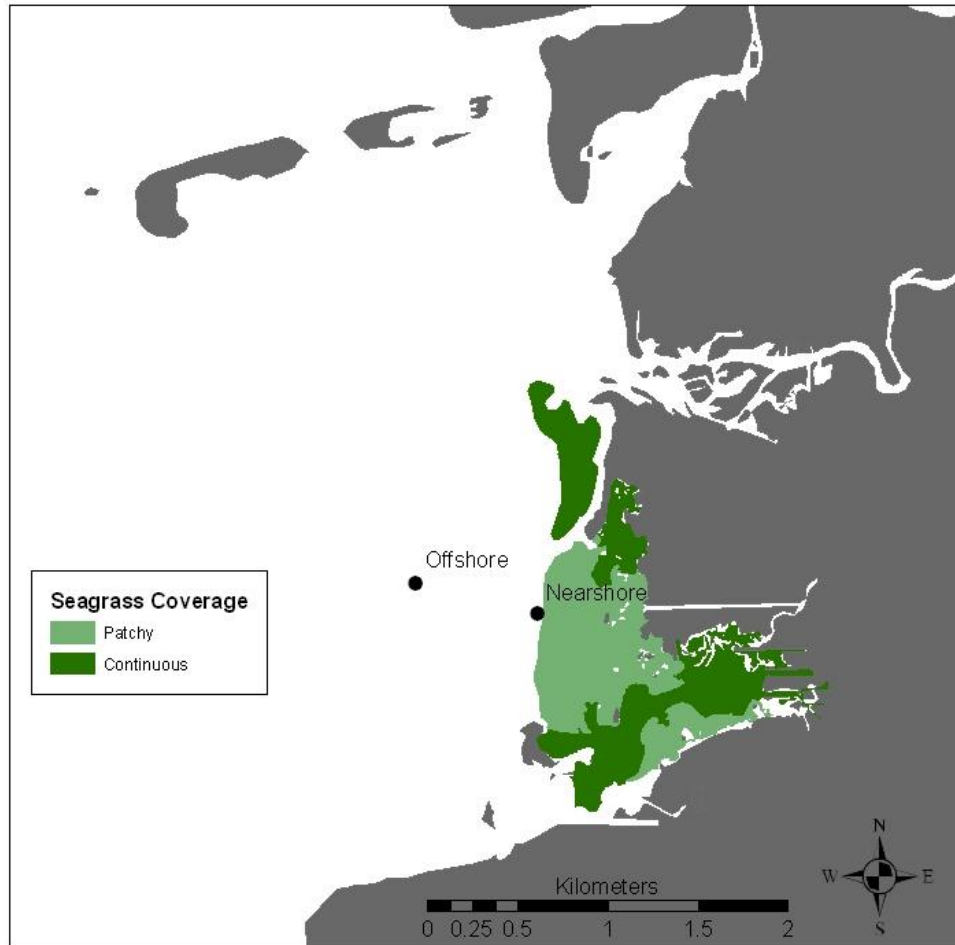 Offshore
Nearshore
Seagrass Coverage
Patchy
Continuous
N
W E
S
Kilometers
0 0.25 0.5 1 1.5 2